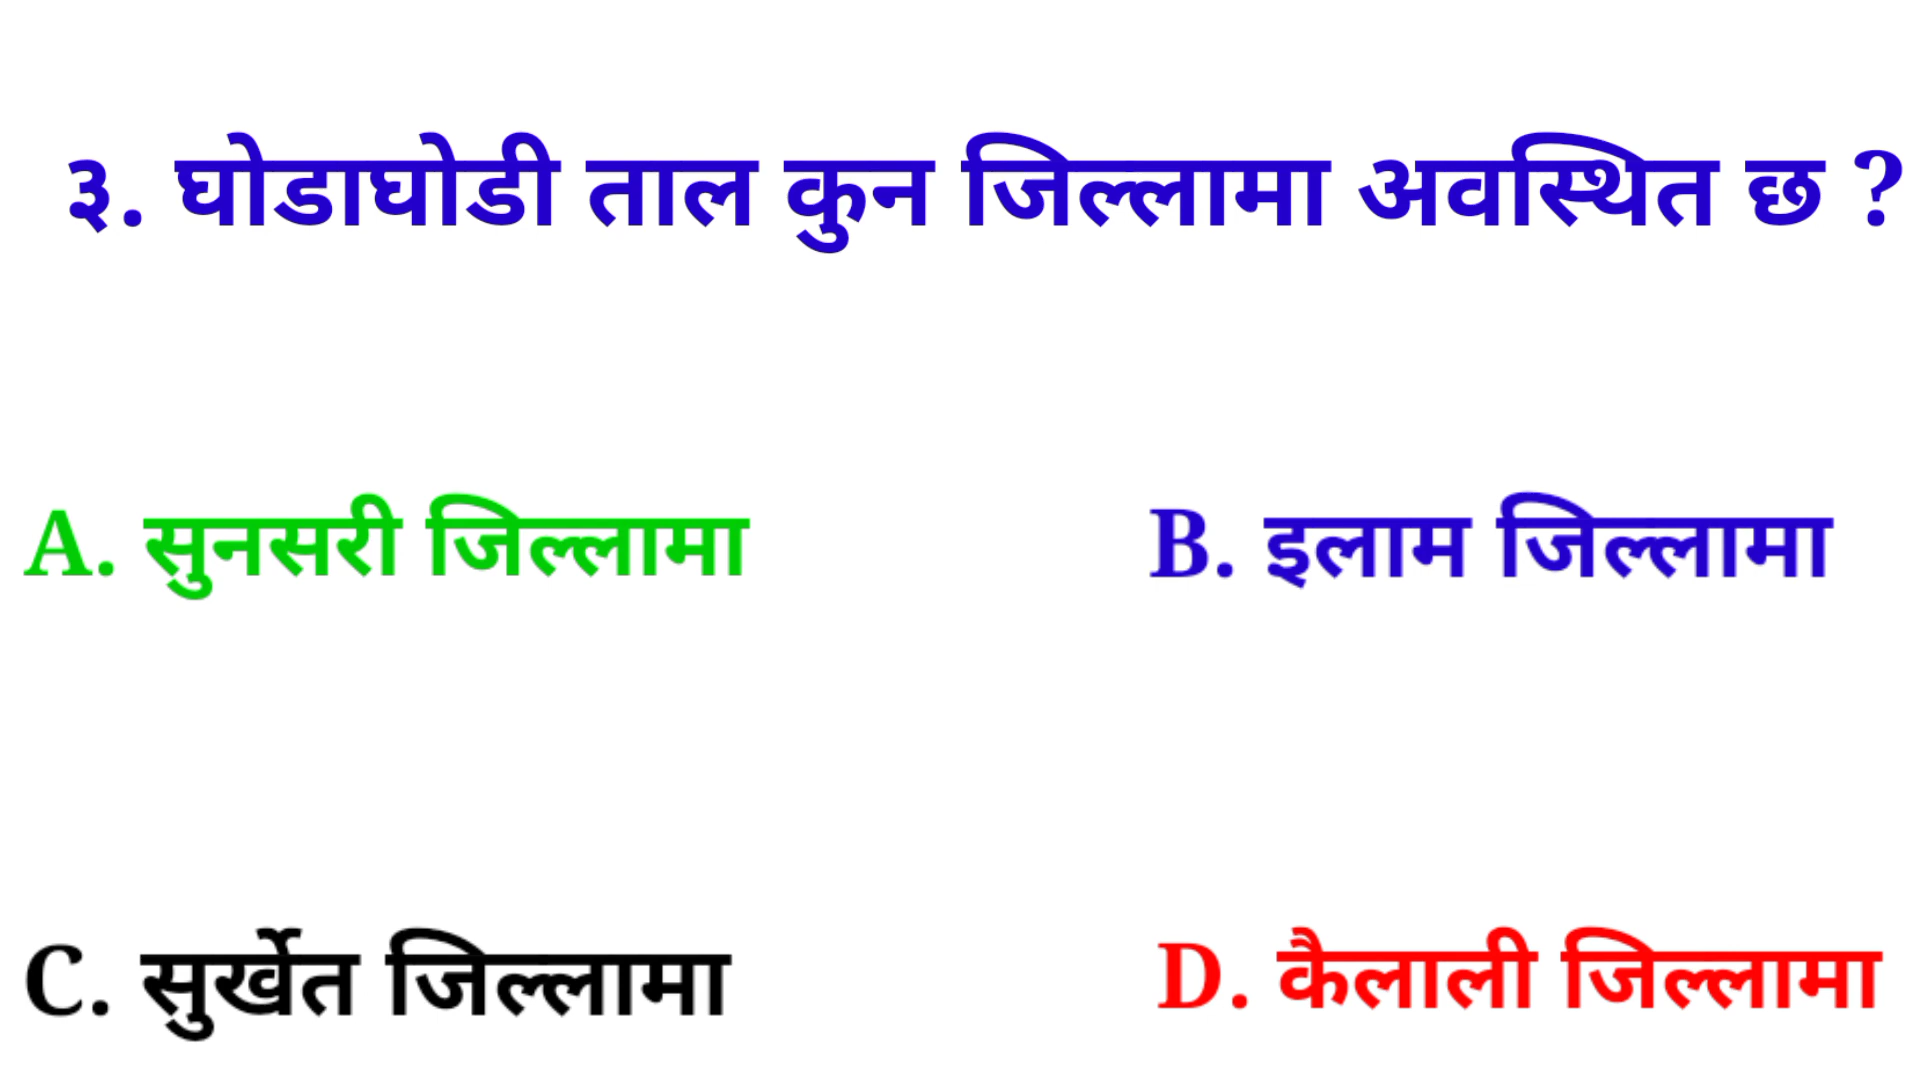 ३. घोडाघोडी ताल कुन जिल्लामा अवस्थित छ ?
A. सुनसरी जिल्लामा
B. इलाम जिल्लामा
C. सुर्खेत जिल्लामा
D. कैलाली जिल्लामा